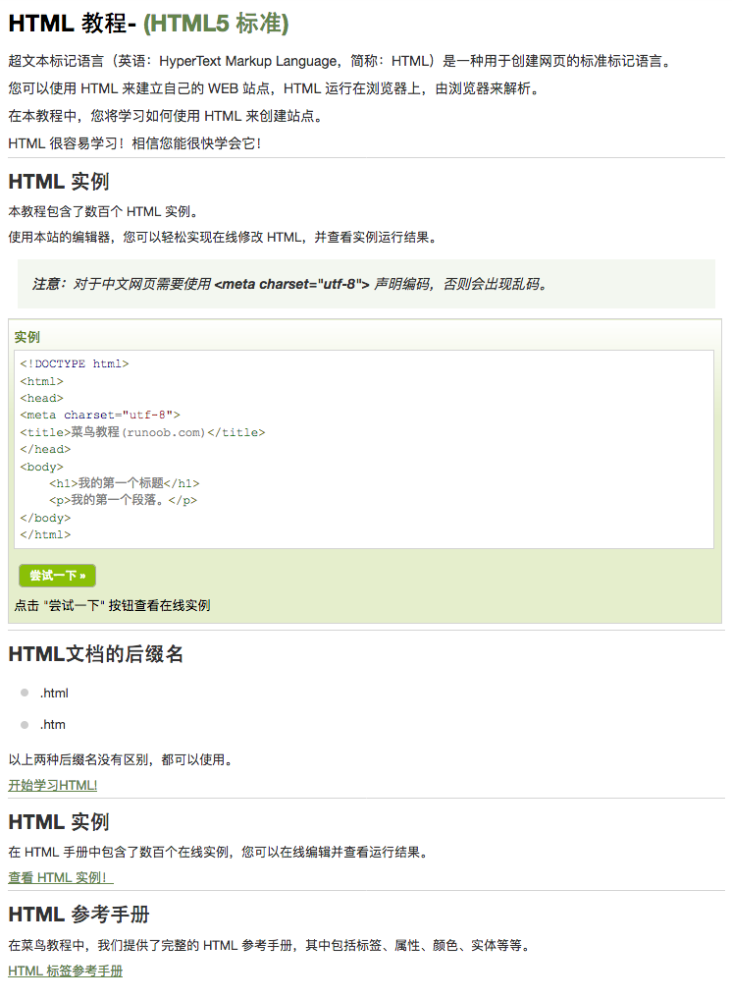 HTML 教程- (HTML5 标准)
超文本标记语言（英语：HyperText Markup Language，简称：HTML）是一种用于创建网页的标准标记语言。
您可以使用 HTML 来建立自己的 WEB 站点，HTML 运行在浏览器上，由浏览器来解析。
在本教程中，您将学习如何使用 HTML 来创建站点。
HTML 很容易学习！相信您能很快学会它！
HTML 实例
本教程包含了数百个 HTML 实例。
使用本站的编辑器，您可以轻松实现在线修改 HTML，并查看实例运行结果。
注意：对于中文网页需要使用 <meta charset="utf-8"> 声明编码，否则会出现乱码。
实例
<!DOCTYPE html>
<html>
<head>
<meta charset="utf-8">
<title>菜鸟教程(runoob.com)</title>
</head>
<body>
    <h1>我的第一个标题</h1>
    <p>我的第一个段落。</p>
</body>
</html>
尝试一下 »
点击 "尝试一下" 按钮查看在线实例
HTML文档的后缀名
.html
.htm
以上两种后缀名没有区别，都可以使用。
开始学习HTML!
HTML 实例
在 HTML 手册中包含了数百个在线实例，您可以在线编辑并查看运行结果。
查看 HTML 实例！
HTML 参考手册
在菜鸟教程中，我们提供了完整的 HTML 参考手册，其中包括标签、属性、颜色、实体等等。
HTML 标签参考手册